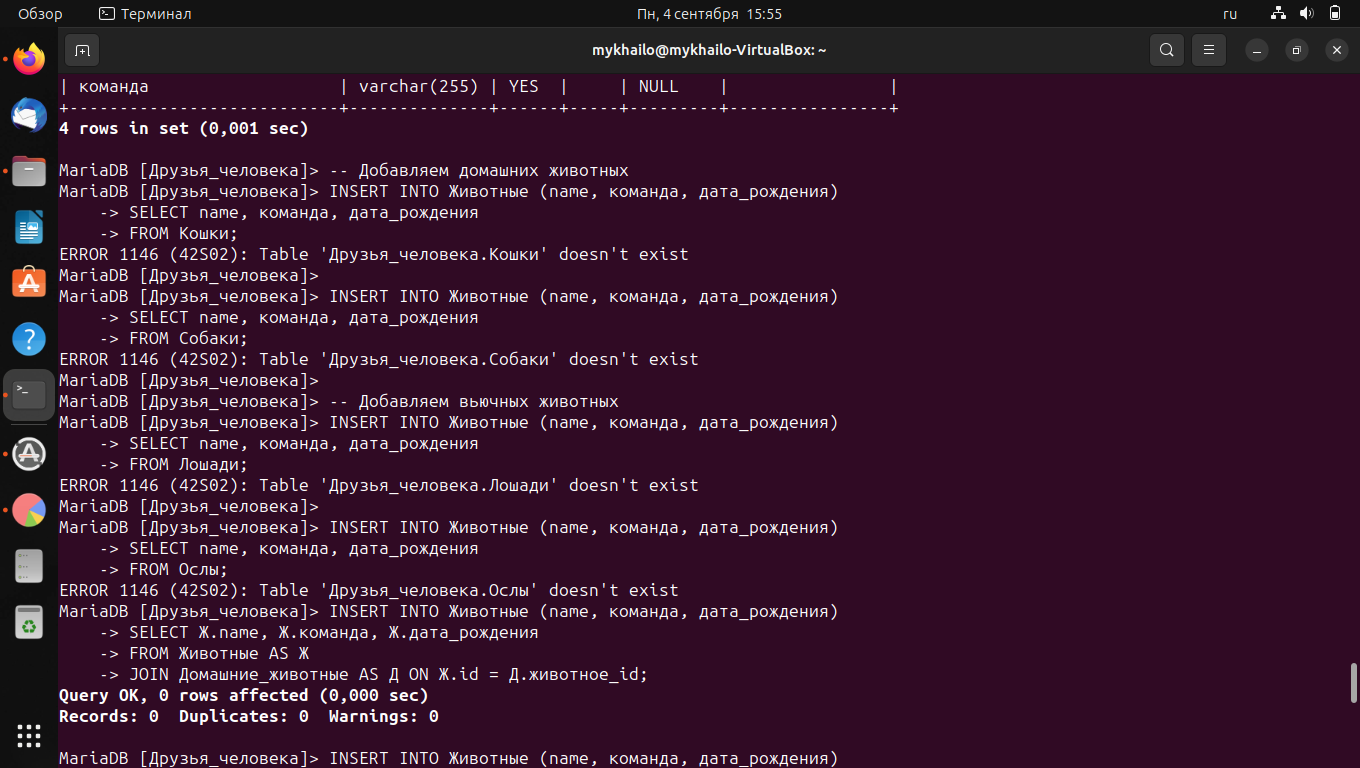 Обзор
Терминал
Пн, 4 сентября 15:55
ru
mykhailo@mykhailo-VirtualBox: ~
| команда                   | varchar(255) | YES  |     | NULL    |                |
+---------------------------+--------------+------+-----+---------+----------------+
4 rows in set (0,001 sec)
MariaDB [Друзья_человека]> -- Добавляем домашних животных
MariaDB [Друзья_человека]> INSERT INTO Животные (name, команда, дата_рождения)
    -> SELECT name, команда, дата_рождения
    -> FROM Кошки;
ERROR 1146 (42S02): Table 'Друзья_человека.Кошки' doesn't exist
MariaDB [Друзья_человека]>
MariaDB [Друзья_человека]> INSERT INTO Животные (name, команда, дата_рождения)
    -> SELECT name, команда, дата_рождения
    -> FROM Собаки;
ERROR 1146 (42S02): Table 'Друзья_человека.Собаки' doesn't exist
MariaDB [Друзья_человека]>
MariaDB [Друзья_человека]> -- Добавляем вьючных животных
MariaDB [Друзья_человека]> INSERT INTO Животные (name, команда, дата_рождения)
    -> SELECT name, команда, дата_рождения
    -> FROM Лошади;
ERROR 1146 (42S02): Table 'Друзья_человека.Лошади' doesn't exist
MariaDB [Друзья_человека]>
MariaDB [Друзья_человека]> INSERT INTO Животные (name, команда, дата_рождения)
    -> SELECT name, команда, дата_рождения
    -> FROM Ослы;
ERROR 1146 (42S02): Table 'Друзья_человека.Ослы' doesn't exist
MariaDB [Друзья_человека]> INSERT INTO Животные (name, команда, дата_рождения)
    -> SELECT Ж.name, Ж.команда, Ж.дата_рождения
    -> FROM Животные AS Ж
    -> JOIN Домашние_животные AS Д ON Ж.id = Д.животное_id;
Query OK, 0 rows affected (0,000 sec)
Records: 0  Duplicates: 0  Warnings: 0
MariaDB [Друзья_человека]> INSERT INTO Животные (name, команда, дата_рождения)